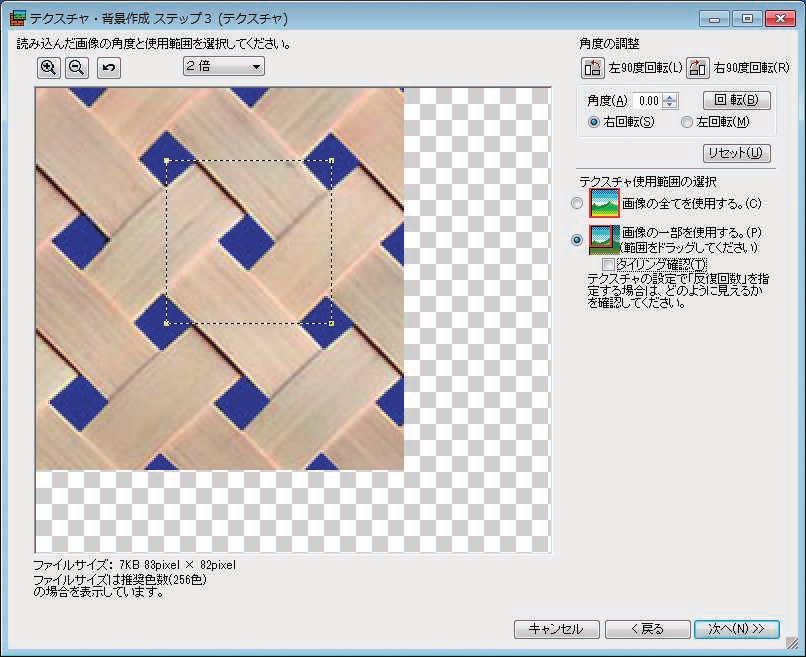 テクスチャ・背景作成 ステップ3 (テクスチャ)
読み込んだ画像の角度と使用範囲を選択してください。
2 倍
ファイルサイズ: 7KB 83pixel × 82pixel
ファイルサイズは推奨色数(256色)
の場合を表示しています。
角度の調整
左90度回転(L)
右90度回転(R)
角度(A) 0.00
回 転(B)
右回転(S)
左回転(M)
リセット(U)
テクスチャ使用範囲の選択
画像の全てを使用する。(C)
画像の一部を使用する。(P)
(範囲をドラッグしてください)
タイリング確認(T)
テクスチャの設定で「反復回数」を指
定する場合は、どのように見えるか
を確認してください。
キャンセル
< 戻る
次へ(N) >>